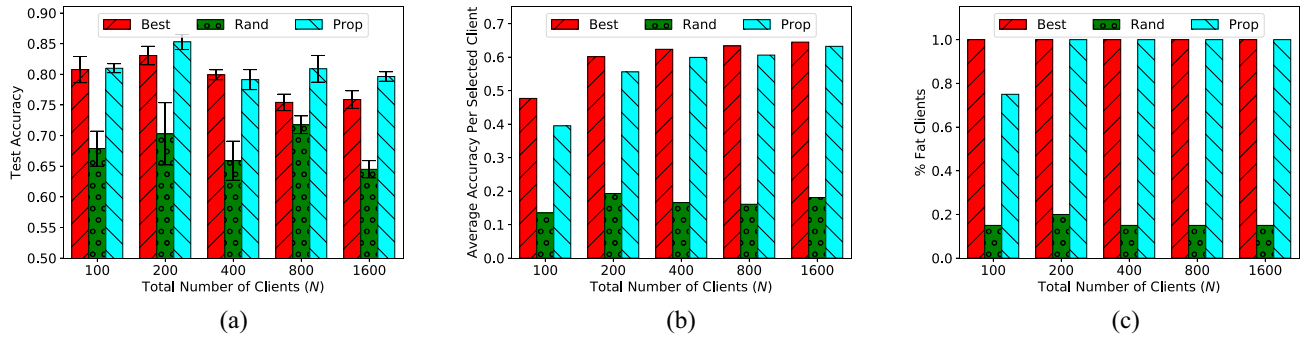 Best Rand Prop
0.90
0.85
0.80
0.75
0.70
0.65
0.60
0.55
0.50
Test Accuracy
100 200 400 800 1600
Total Number of Clients (N)
(a)
Best Rand Prop
0.7
0.6
0.5
0.4
0.3
0.2
0.1
0.0
Average Accuracy Per Selected Client
100 200 400 800 1600
Total Number of Clients (N)
(b)
Best Rand Prop
1.0
0.8
0.6
0.4
0.2
0.0
% Fat Clients
100 200 400 800 1600
Total Number of Clients (N)
(c)